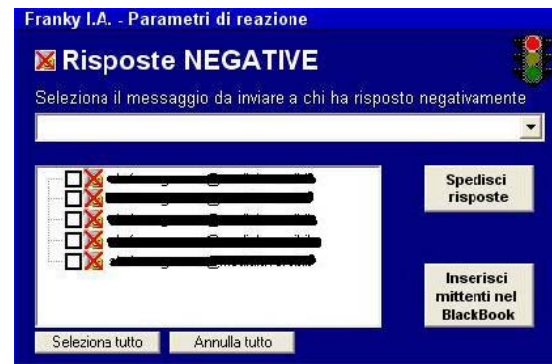 Franky I.A. - Parametri di reazione
Risposte NEGATIVE
Seleziona il messaggio da inviare a chi ha risposto negativamente
Spedisci
risposte
Inserisci
mittenti nel
BlackBook
Seleziona tutto
Annulla tutto